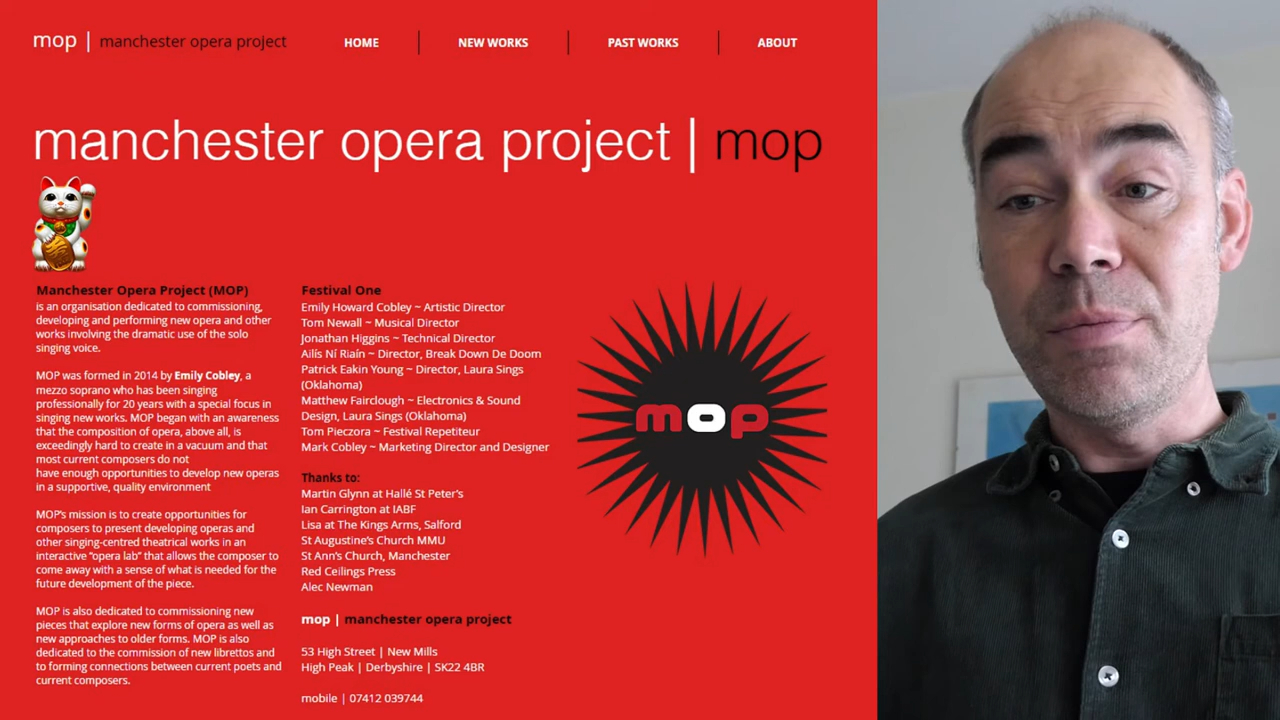 mop | manchester opera project
HOME
NEW WORKS
PAST WORKS
ABOUT
manchester opera project | mop
Manchester Opera Project (MOP)
is an organisation dedicated to commissioning,
developing and performing new opera and other
works involving the dramatic use of the solo
singing voice.
MOP was formed in 2014 by Emily Cobley, a
mezzo soprano who has been singing
professionally for 20 years with a special focus in
singing new works. MOP began with an awareness
that the composition of opera, above all, is
exceedingly hard to create in a vacuum and that
most current composers do not
have enough opportunities to develop new operas
in a supportive, quality environment
MOP's mission is to create opportunities for
composers to present developing operas and
other singing-centred theatrical works in an
interactive "opera lab" that allows the composer to
come away with a sense of what is needed for the
future development of the piece.
MOP is also dedicated to commissioning new
pieces that explore new forms of opera as well as
new approaches to older forms. MOP is also
dedicated to the commission of new librettos and
to forming connections between current poets and
current composers.
Festival One
Emily Howard Cobley ~ Artistic Director
Tom Newall ~ Musical Director
Jonathan Higgins ~ Technical Director
Ailís Ní Riaín ~ Director, Break Down De Doom
Patrick Eakin Young ~ Director, Laura Sings
(Oklahoma)
Matthew Fairclough ~ Electronics & Sound
Design, Laura Sings (Oklahoma)
Tom Pieczora ~ Festival Repetiteur
Mark Cobley ~ Marketing Director and Designer
Thanks to:
Martin Glynn at Hallé St Peter's
Ian Carrington at IABF
Lisa at The Kings Arms, Salford
St Augustine's Church MMU
St Ann's Church, Manchester
Red Ceilings Press
Alec Newman
mop | manchester opera project
53 High Street | New Mills
High Peak | Derbyshire | SK22 4BR
mobile | 07412 039744
mop